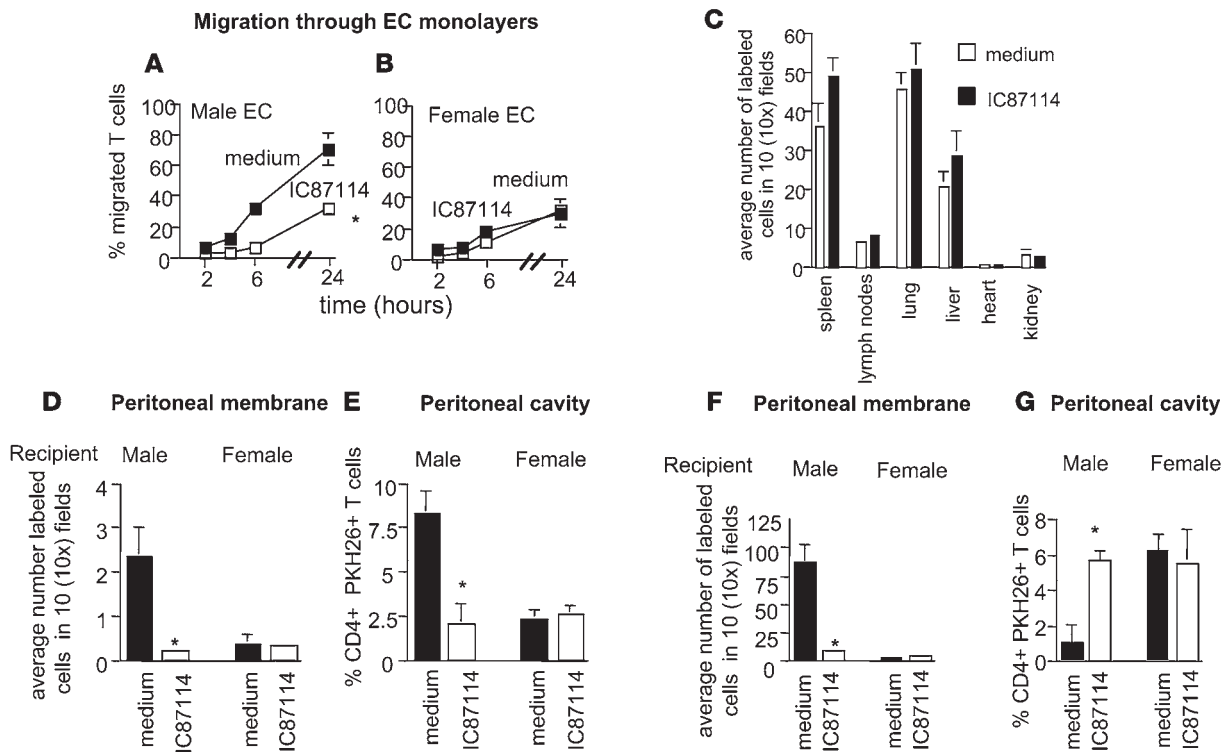 Migration through EC monolayers
A
B
% migrated T cells
100
80
60
40
20
0
Male EC
medium
IC87114
*
2
6
24
100
80
60
40
20
0
Female EC
medium
IC87114
2
6
24
time (hours)
C
average number of labeled
cells in 10 (10x) fields
60
50
40
30
20
10
0
medium
IC87114
spleen
lymph nodes
lung
liver
heart
kidney
D
Peritoneal membrane
Recipient
Male
Female
average number labeled
cells in 10 (10x) fields
4
3
2
1
0
*
medium
IC87114
medium
IC87114
E
Peritoneal cavity
Male
Female
% CD4+ PKH26+ T cells
10
7.5
5
2.5
0
*
medium
IC87114
medium
IC87114
F
Peritoneal membrane
Recipient
Male
Female
average number of labeled
cells in 10 (10x) fields
125
100
75
50
25
0
*
medium
IC87114
medium
IC87114
G
Peritoneal cavity
Male
Female
% CD4+ PKH26+ T cells
8
6
4
2
0
*
medium
IC87114
medium
IC87114